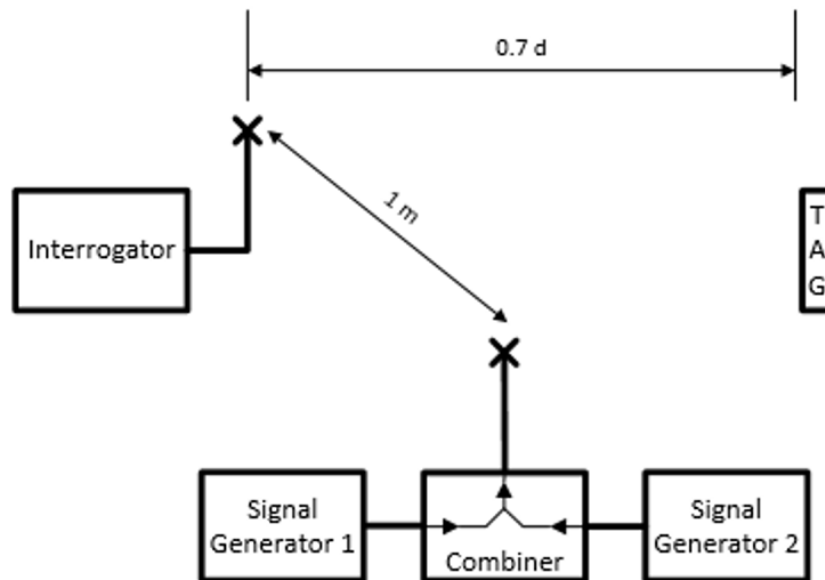 0.7 d
1 m
Interrogator
T
A
G
Signal
Generator 1
Combiner
Signal
Generator 2